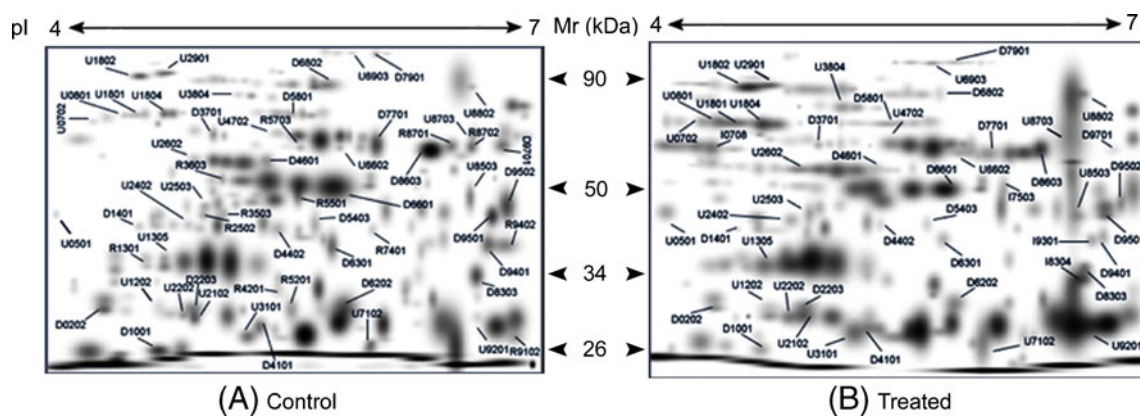 pI 4 7 Mr (kDa) 4 7
U1802 U2901 D6802 U6903 D7901
U0801 U1801 U1804 U3804 D5801
U0702 D3701 U4702 R5703 D7701 U8703 U8802
R8701 R8702
U2602 D4601 U6602 D9701
R3603 D8603 U8503 D9502
U2402 U2503 R5501 D6601
D1401 R3503 D5403
U0501 R2502 D9501 R9402
R1301 U1305 D4402 D6301 R7401
D9401
U1202 D2203 R4201 R5201 D8303
U2202 U2102 U3101 D6202
D0202 U7102
D1001 U9201 R9102
D4101
90
50
34
26
D7901
U1802 U2901 U3804 U6903
D6802
U0801 U1801 U1804 D5801 U4702
U0702 I0708 D3701 D7701 U8703 U8802
D9701
U2602 D4601 D6601 U6602 D8603 U8503 D9502
U2503 I7503
U2402 D5403
U0501 D1401 U1305 D4402 I9301 D9501
D6301 I8304 D9401
U1202 U2202 D2203 D6202 D8303
D0202
D1001 U2102 U3101 D4101 U7102 U9201
(A) Control (B) Treated